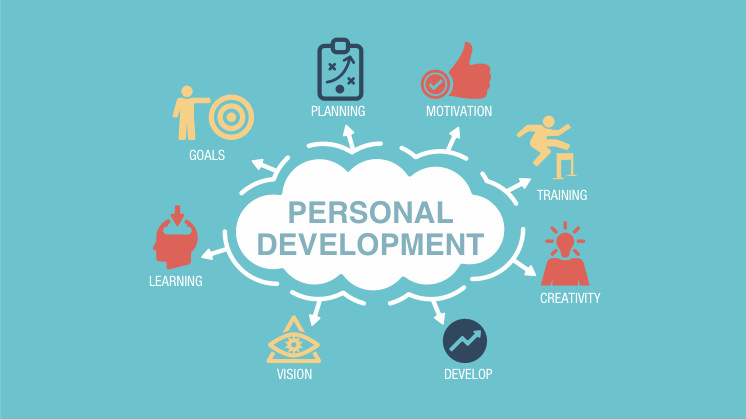 PLANNING
MOTIVATION
GOALS
TRAINING
PERSONAL
DEVELOPMENT
LEARNING
CREATIVITY
VISION
DEVELOP